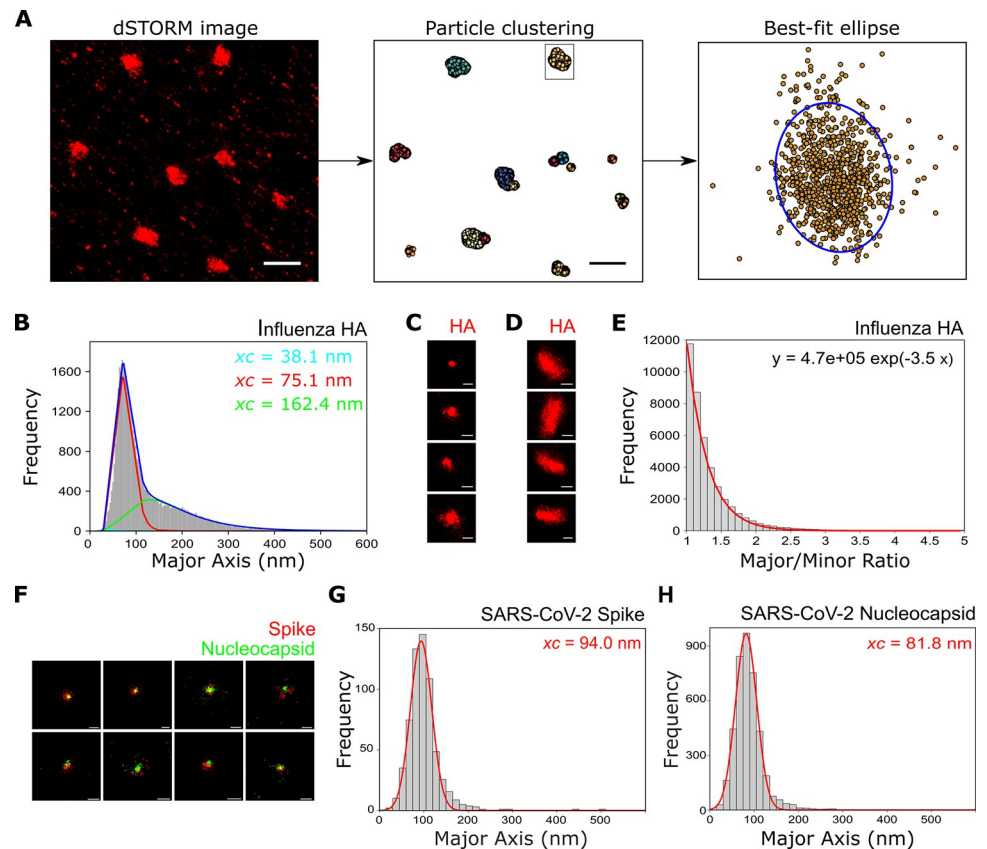 A
dSTORM image
Particle clustering
Best-fit ellipse
B
Influenza HA
xc = 38.1 nm
xc = 75.1 nm
xc = 162.4 nm
Frequency
1600
1200
800
400
0
0 100 200 300 400 500 600
Major Axis (nm)
C
HA
D
HA
E
Influenza HA
y = 4.7e+05 exp(-3.5 x)
Frequency
12000
10000
8000
6000
4000
2000
0
1 1.5 2 2.5 3 3.5 4 4.5 5
Major/Minor Ratio
F
Spike
Nucleocapsid
G
SARS-CoV-2 Spike
xc = 94.0 nm
Frequency
150
100
50
0
0 100 200 300 400 500
Major Axis (nm)
H
SARS-CoV-2 Nucleocapsid
xc = 81.8 nm
Frequency
900
600
300
0
0 100 200 300 400 500
Major Axis (nm)